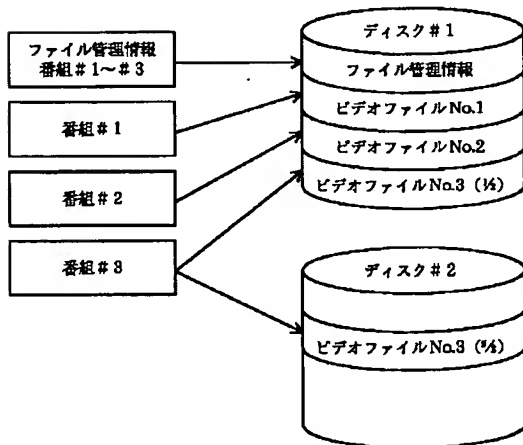 ファイル管理情報
番組#1〜#3
番組#1
番組#2
番組#3
ディスク#1
ファイル管理情報
ビデオファイルNo.1
ビデオファイルNo.2
ビデオファイルNo.3 (½)
ディスク#2
ビデオファイルNo.3 (²⁄₂)